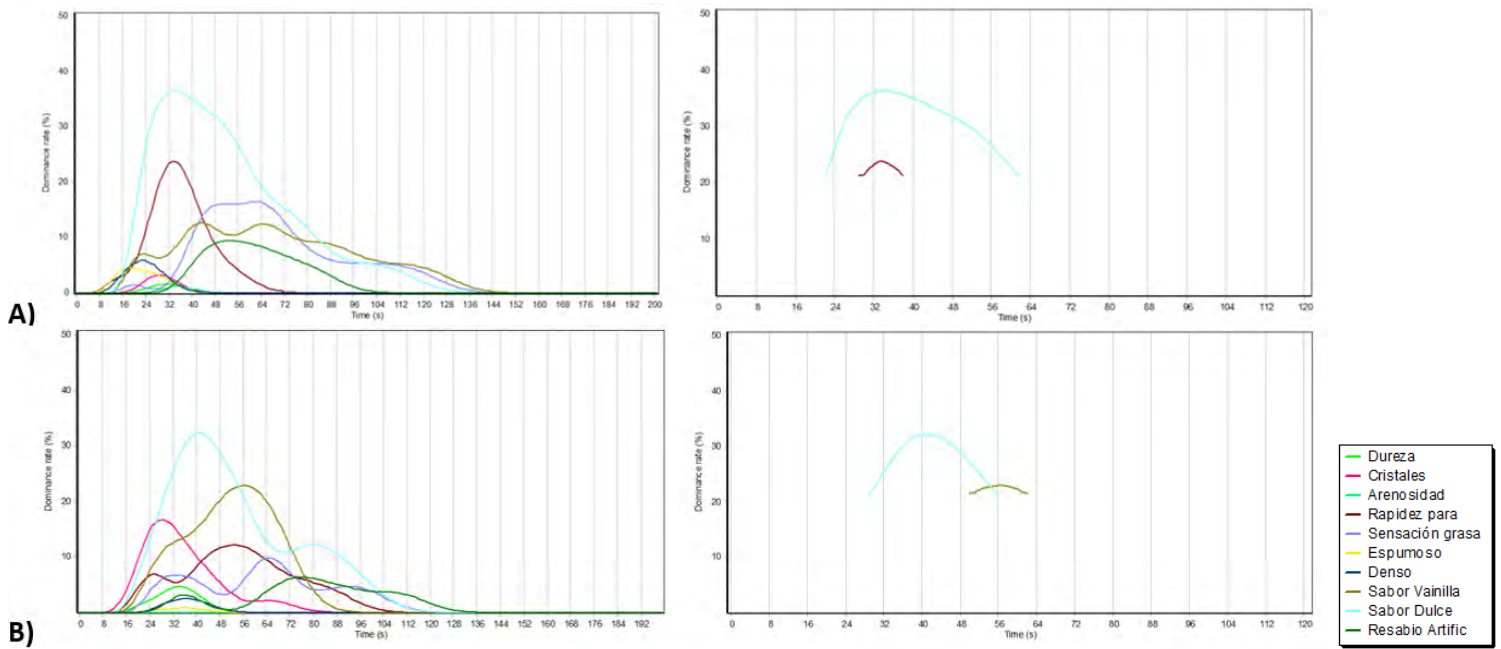 50
40
30
20
10
0
Dominance rate (%)
0 8 16 24 32 40 48 56 64 72 80 88 96 104 112 120 128 136 144 152 160 168 176 184 192 200
Time (s)
50
40
30
20
10
Dominance rate (%)
0 8 16 24 32 40 48 56 64 72 80 88 96 104 112 120
Time (s)
A)
50
40
30
20
10
Dominance rate (%)
0 8 16 24 32 40 48 56 64 72 80 88 96 104 112 120 128 136 144 152 160 168 176 184 192
Time (s)
50
40
30
20
10
Dominance rate (%)
0 8 16 24 32 40 48 56 64 72 80 88 96 104 112 120
Time (s)
B)
Dureza
Cristales
Arenosidad
Rapidez para
Sensación grasa
Espumoso
Denso
Sabor Vainilla
Sabor Dulce
Resabio Artific